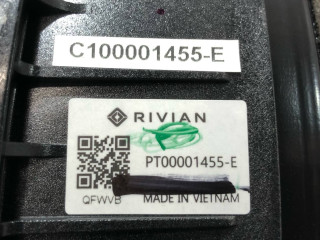 C100001455-E
RIVIAN
PT00001455-E
QFWVB MADE IN VIETNAM